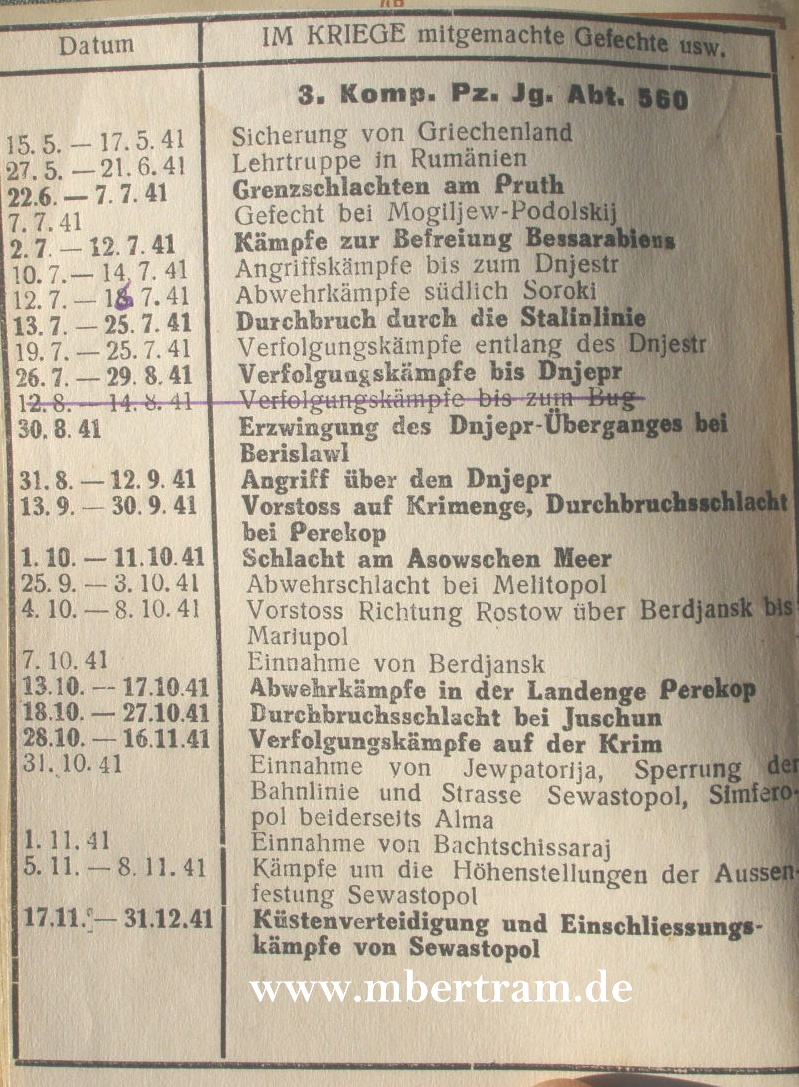 Datum IM KRIEGE mitgemachte Gefechte usw.
3. Komp. Pz. Jg. Abt. 560
15. 5. — 17. 5. 41 Sicherung von Griechenland
27. 5. — 21. 6. 41 Lehrtruppe in Rumänien
22.6. — 7. 7. 41 Grenzschlachten am Pruth
7. 7. 41 Gefecht bei Mogiljew-Podolskij
2. 7. — 12. 7. 41 Kämpfe zur Befreiung Bessarabiens
10. 7. — 14. 7. 41 Angriffskämpfe bis zum Dnjestr
12. 7. — 18 7. 41 Abwehrkämpfe südlich Soroki
13. 7. — 25. 7. 41 Durchbruch durch die Stalinlinie
19. 7. — 25. 7. 41 Verfolgungskämpfe entlang des Dnjestr
26. 7. — 29. 8. 41 Verfolgungskämpfe bis Dnjepr
12. 8. — 14. 8. 41 Verfolgungskämpfe bis zum Bug
30. 8. 41 Erzwingung des Dnjepr-Überganges bei
Berislawl
31. 8. — 12. 9. 41 Angriff über den Dnjepr
13. 9. — 30. 9. 41 Vorstoss auf Krimenge, Durchbruchsschlacht
bei Perekop
1. 10. — 11.10.41 Schlacht am Asowschen Meer
25. 9. — 3. 10. 41 Abwehrschlacht bei Melitopol
4. 10. — 8. 10. 41 Vorstoss Richtung Rostow über Berdjansk bis
Mariupol
7. 10. 41 Einnahme von Berdjansk
13.10. — 17.10.41 Abwehrkämpfe in der Landenge Perekop
18.10. — 27.10.41 Durchbruchsschlacht bei Juschun
28.10. — 16.11.41 Verfolgungskämpfe auf der Krim
31. 10. 41 Einnahme von Jewpatorija, Sperrung der
Bahnlinie und Strasse Sewastopol, Simfero-
pol beiderseits Alma
1. 11. 41 Einnahme von Bachtschissaraj
5. 11. — 8. 11. 41 Kämpfe um die Höhenstellungen der Aussen-
festung Sewastopol
17.11. — 31.12.41 Küstenverteidigung und Einschliessungs-
kämpfe von Sewastopol
www.mbertram.de